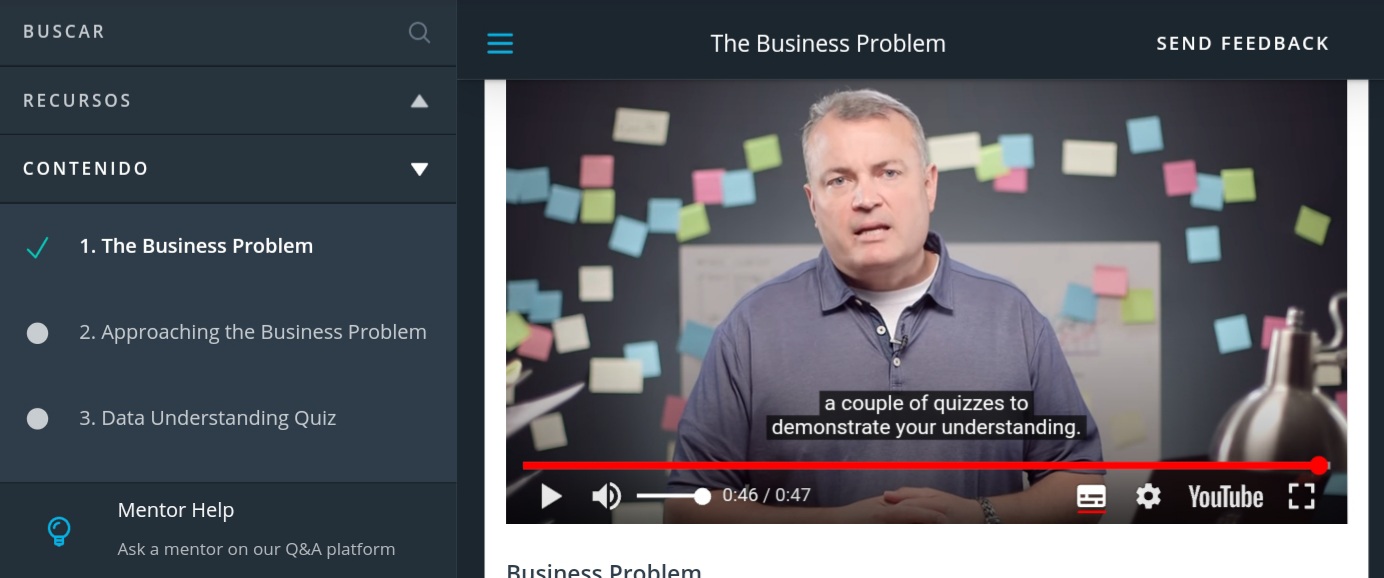 BUSCAR
RECURSOS
CONTENIDO
1. The Business Problem
2. Approaching the Business Problem
3. Data Understanding Quiz
Mentor Help
Ask a mentor on our Q&A platform
The Business Problem
SEND FEEDBACK
a couple of quizzes to
demonstrate your understanding.
0:46 / 0:47
YouTube
Business Problem